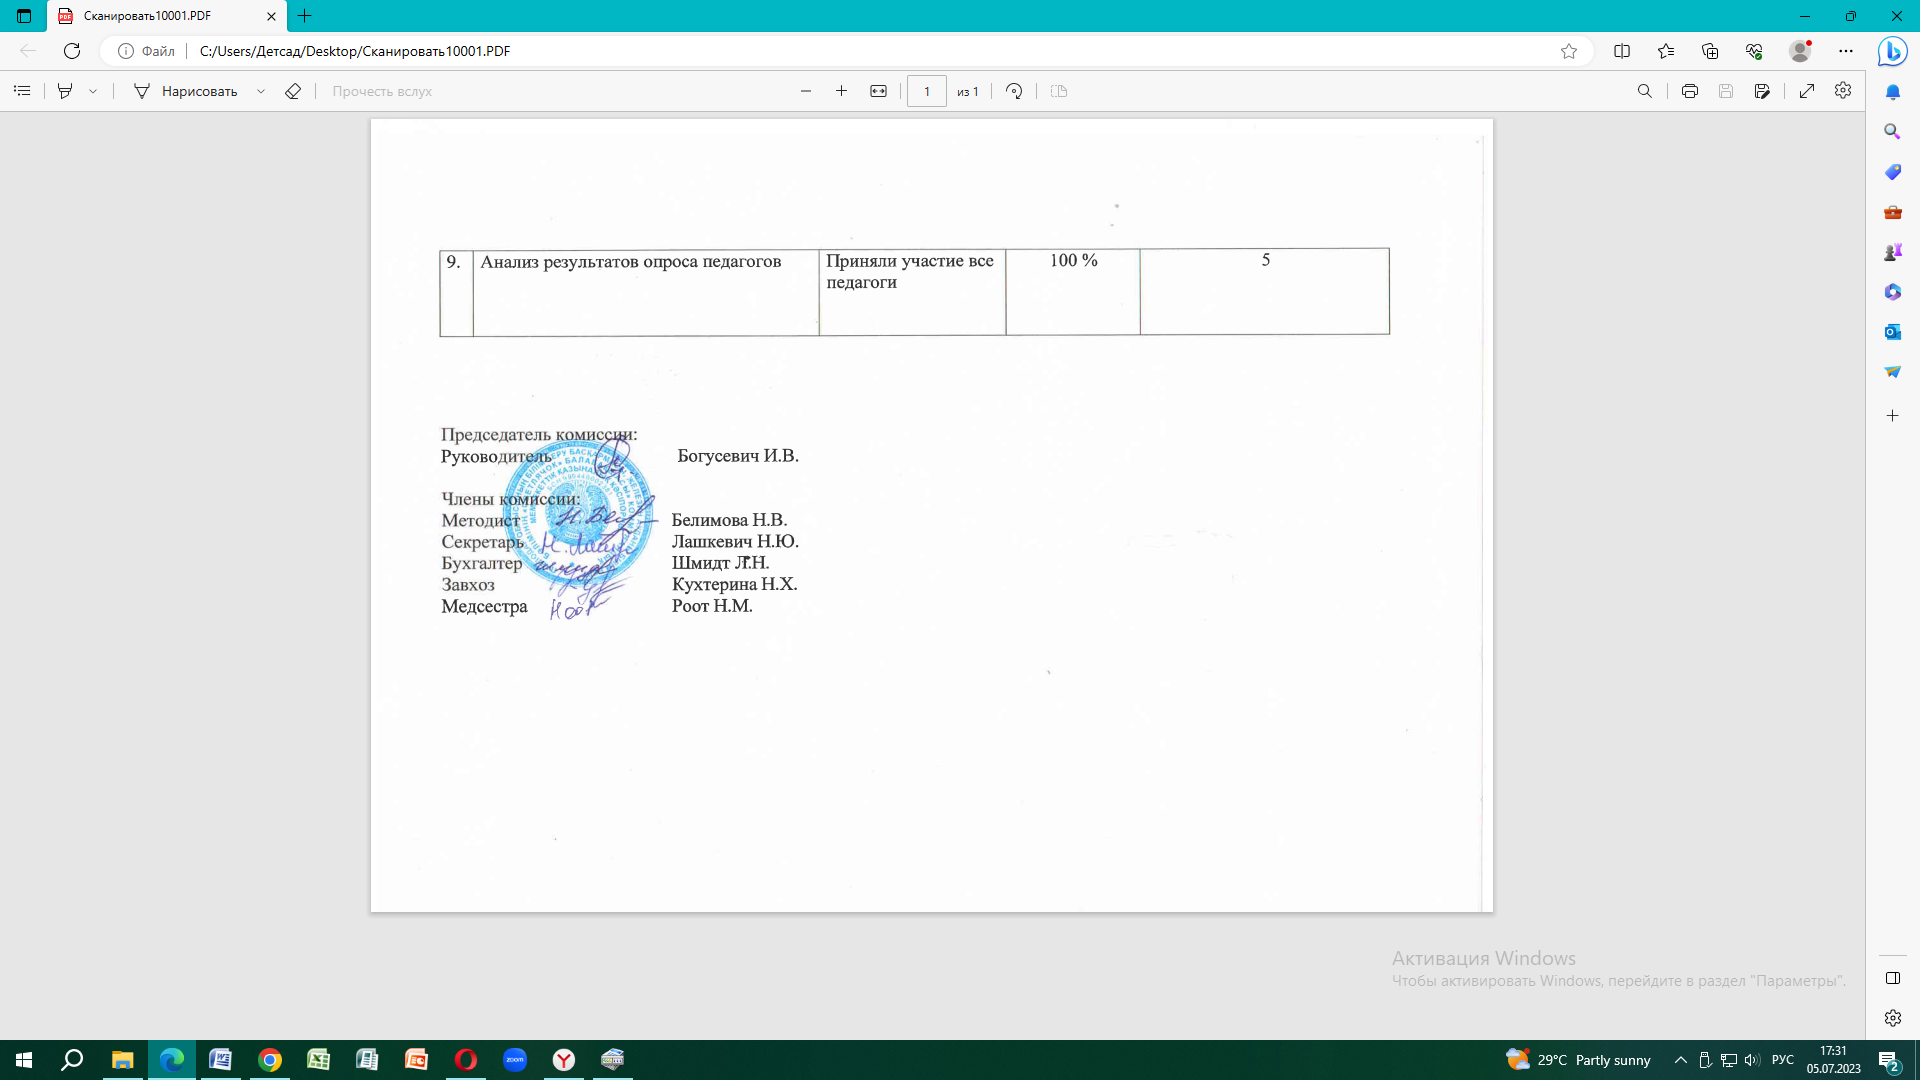 Сканировать10001.PDF
Файл
C:/Users/Детсад/Desktop/Сканировать10001.PDF
Нарисовать
Прочесть вслух
1
из 1
9.
Анализ результатов опроса педагогов
Приняли участие все
педагоги
100 %
5
Председатель комиссии:
Руководитель Богусевич И.В.
Члены комиссии:
Методист Белимова Н.В.
Секретарь Лашкевич Н.Ю.
Бухгалтер Шмидт Л.Н.
Завхоз Кухтерина Н.Х.
Медсестра Роот Н.М.
Активация Windows
Чтобы активировать Windows, перейдите в раздел "Параметры".
zoom
29°C Partly sunny
РУС
17:31
05.07.2023
2